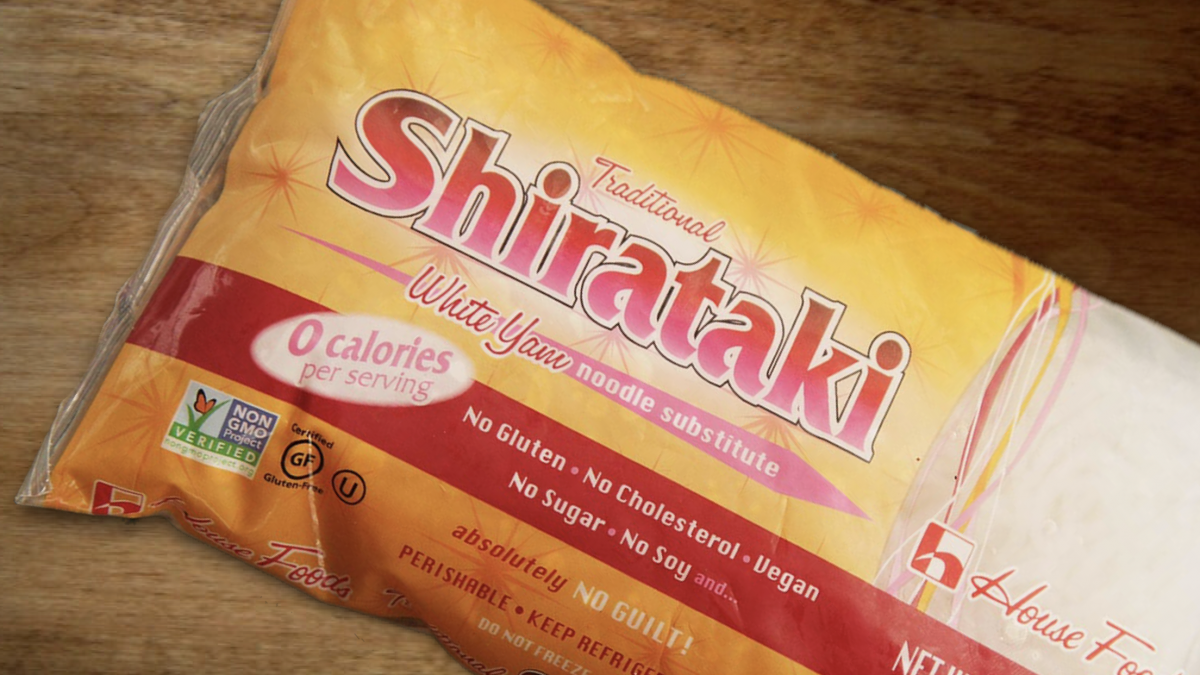 Traditional
Shirataki
White Yam noodle substitute
0 calories
per serving
No Gluten • No Cholesterol • Vegan
No Sugar • No Soy and...
absolutely NO GUILT!
PERISHABLE • KEEP
DO NOT FREEZE
NON
GMO
Project
VERIFIED
nongmoproject.org
Certified
GF
Gluten-Free
U
House Foods
House
NET